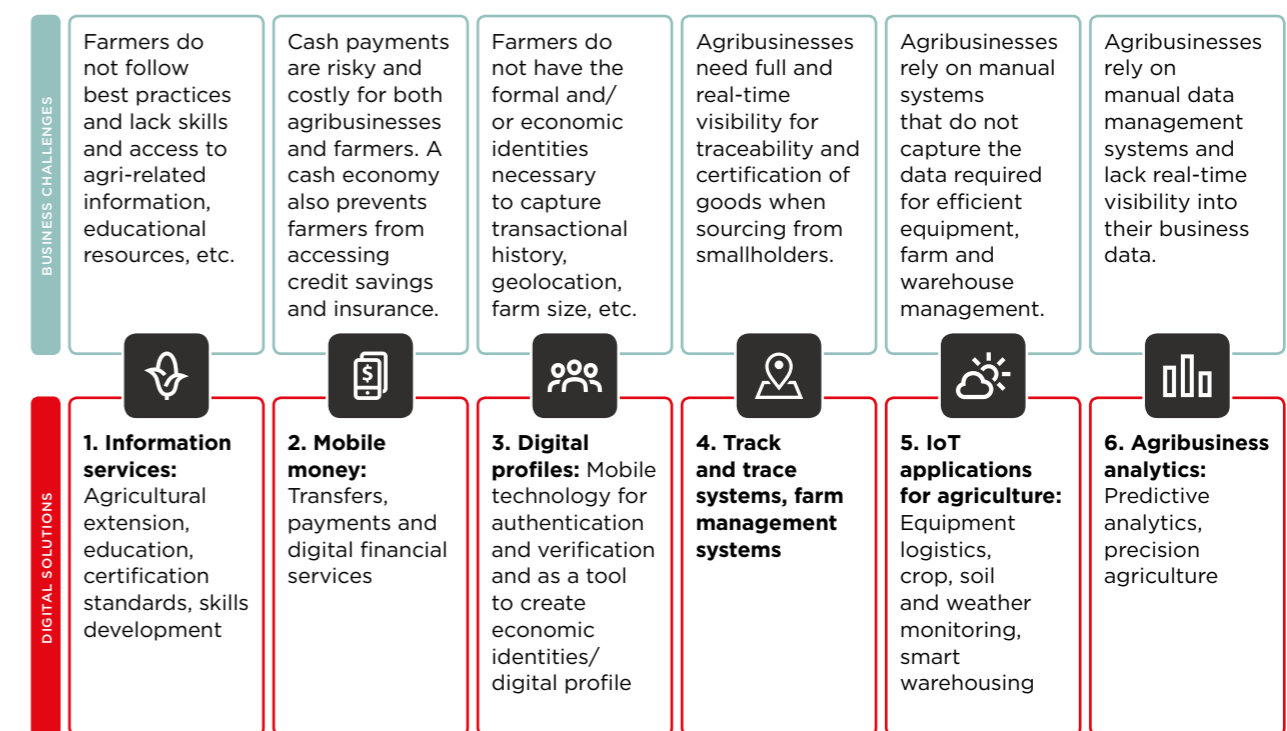 BUSINESS CHALLENGES
Farmers do
not follow
best practices
and lack skills
and access to
agri-related
information,
educational
resources, etc.
Cash payments
are risky and
costly for both
agribusinesses
and farmers. A
cash economy
also prevents
farmers from
accessing
credit savings
and insurance.
Farmers do
not have the
formal and/
or economic
identities
necessary
to capture
transactional
history,
geolocation,
farm size, etc.
Agribusinesses
need full and
real-time
visibility for
traceability and
certification of
goods when
sourcing from
smallholders.
Agribusinesses
rely on manual
systems
that do not
capture the
data required
for efficient
equipment,
farm and
warehouse
management.
Agribusinesses
rely on
manual data
management
systems and
lack real-time
visibility into
their business
data.
$
DIGITAL SOLUTIONS
1. Information
services:
Agricultural
extension,
education,
certification
standards, skills
development
2. Mobile
money:
Transfers,
payments and
digital financial
services
3. Digital
profiles: Mobile
technology for
authentication
and verification
and as a tool
to create
economic
identities/
digital profile
4. Track
and trace
systems, farm
management
systems
5. IoT
applications
for agriculture:
Equipment
logistics,
crop, soil
and weather
monitoring,
smart
warehousing
6. Agribusiness
analytics:
Predictive
analytics,
precision
agriculture